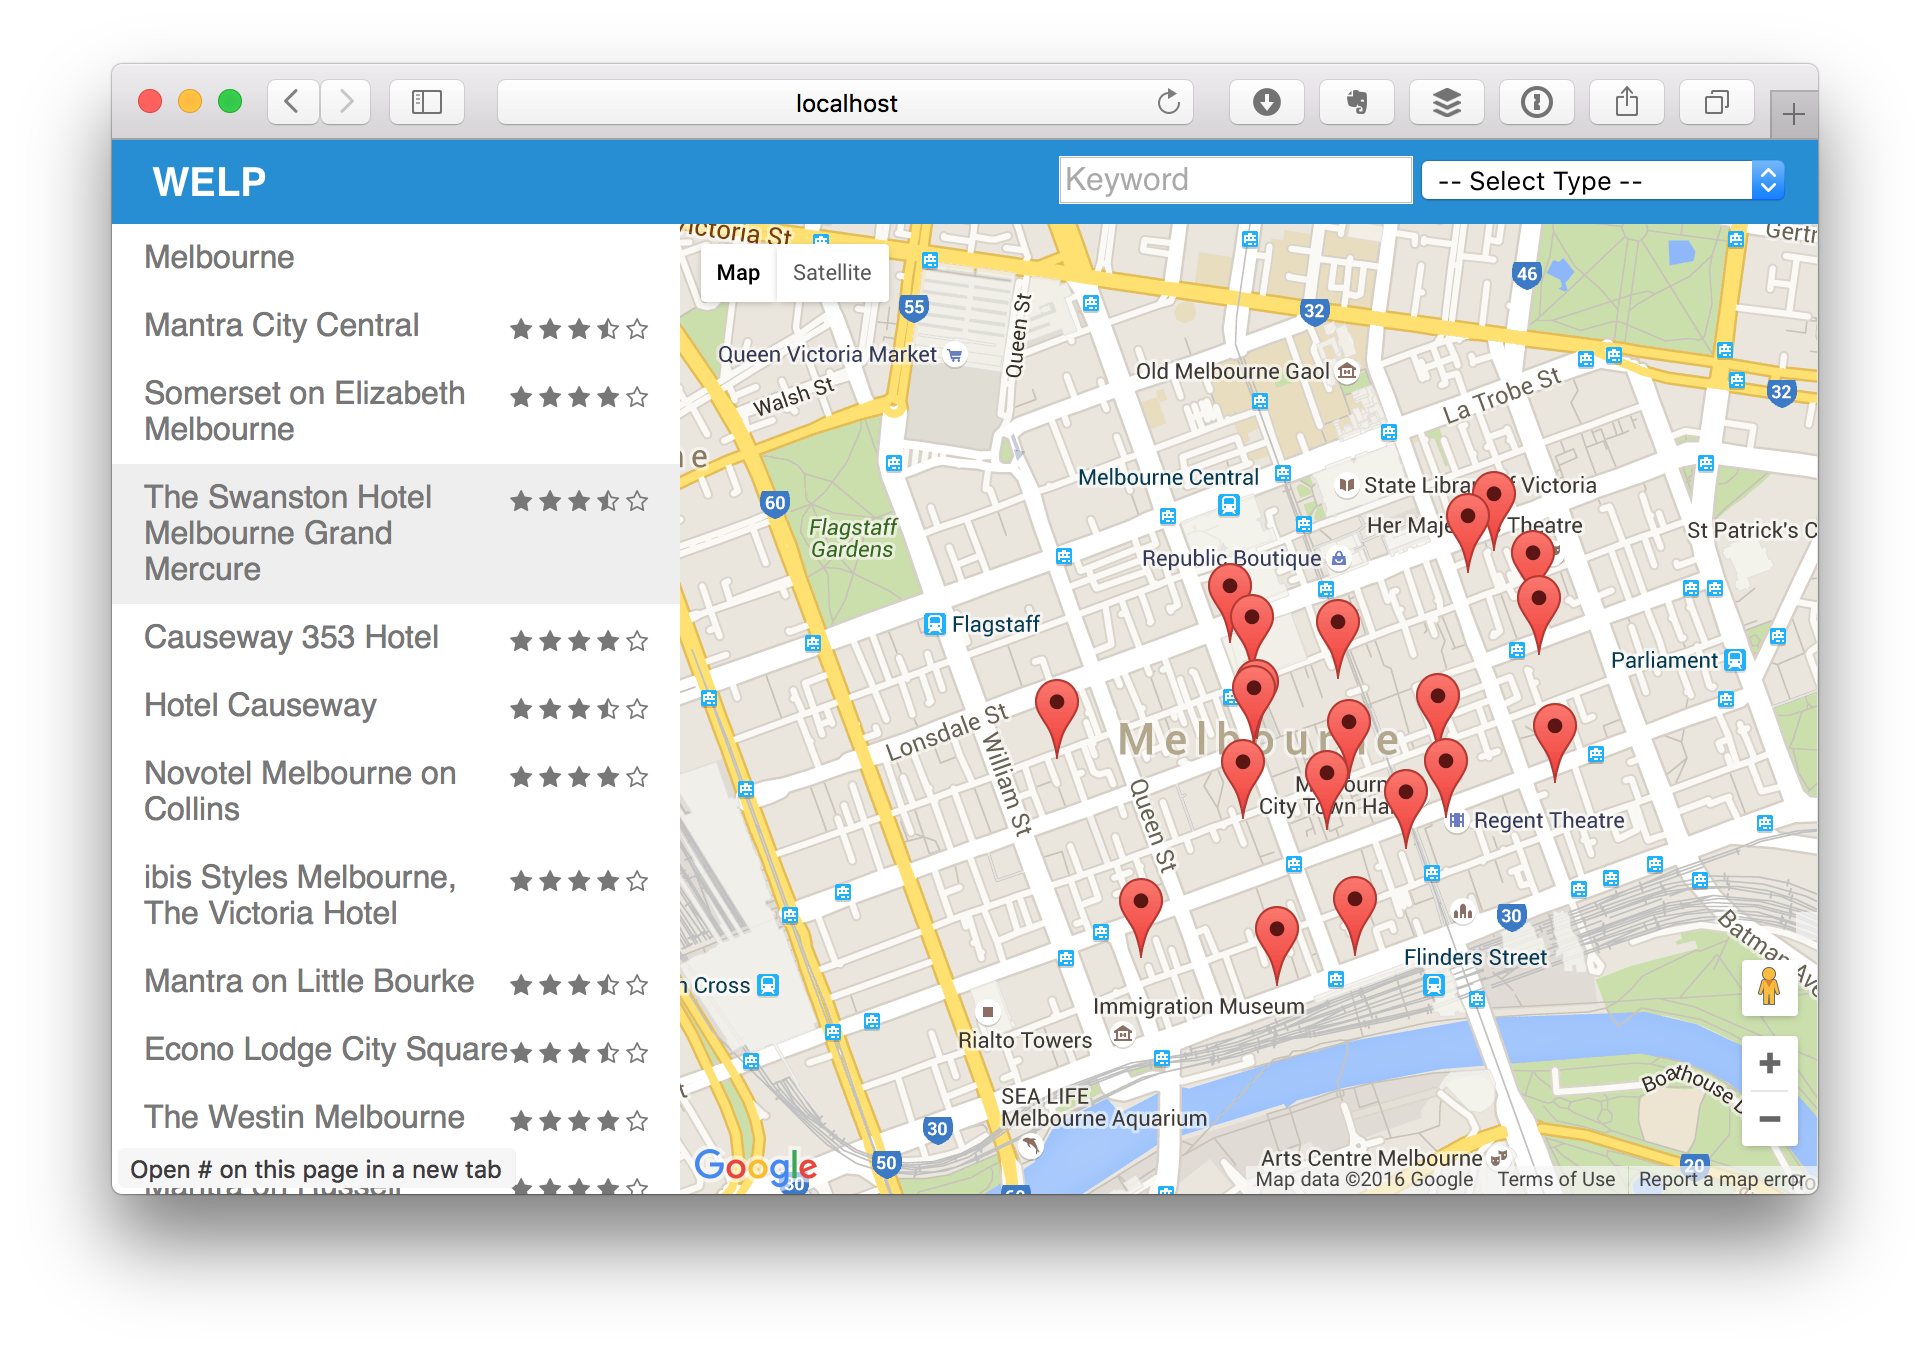 localhost
WELP
Keyword
-- Select Type --
Melbourne
Mantra City Central
Somerset on Elizabeth
Melbourne
The Swanston Hotel
Melbourne Grand
Mercure
Causeway 353 Hotel
Hotel Causeway
Novotel Melbourne on
Collins
ibis Styles Melbourne,
The Victoria Hotel
Mantra on Little Bourke
Econo Lodge City Square
The Westin Melbourne
Mantra on Russell
Open # on this page in a new tab
Map
Satellite
Victoria St
Gertr
46
55
32
Queen St
Queen Victoria Market
Old Melbourne Gaol
Walsh St
La Trobe St
32
ne
Melbourne Central
State Library of Victoria
60
Flagstaff
Gardens
Her Majesty's Theatre
St Patrick's C
Republic Boutique
Flagstaff
Parliament
Lonsdale St
Melbourne
William St
Queen St
Melbourne
City Town Hall
Regent Theatre
30
Batman Ave
Flinders Street
n Cross
Immigration Museum
Rialto Towers
Boathouse D
SEA LIFE
Melbourne Aquarium
30
50
Arts Centre Melbourne
20
Google
30
Map data ©2016 Google
Terms of Use
Report a map error